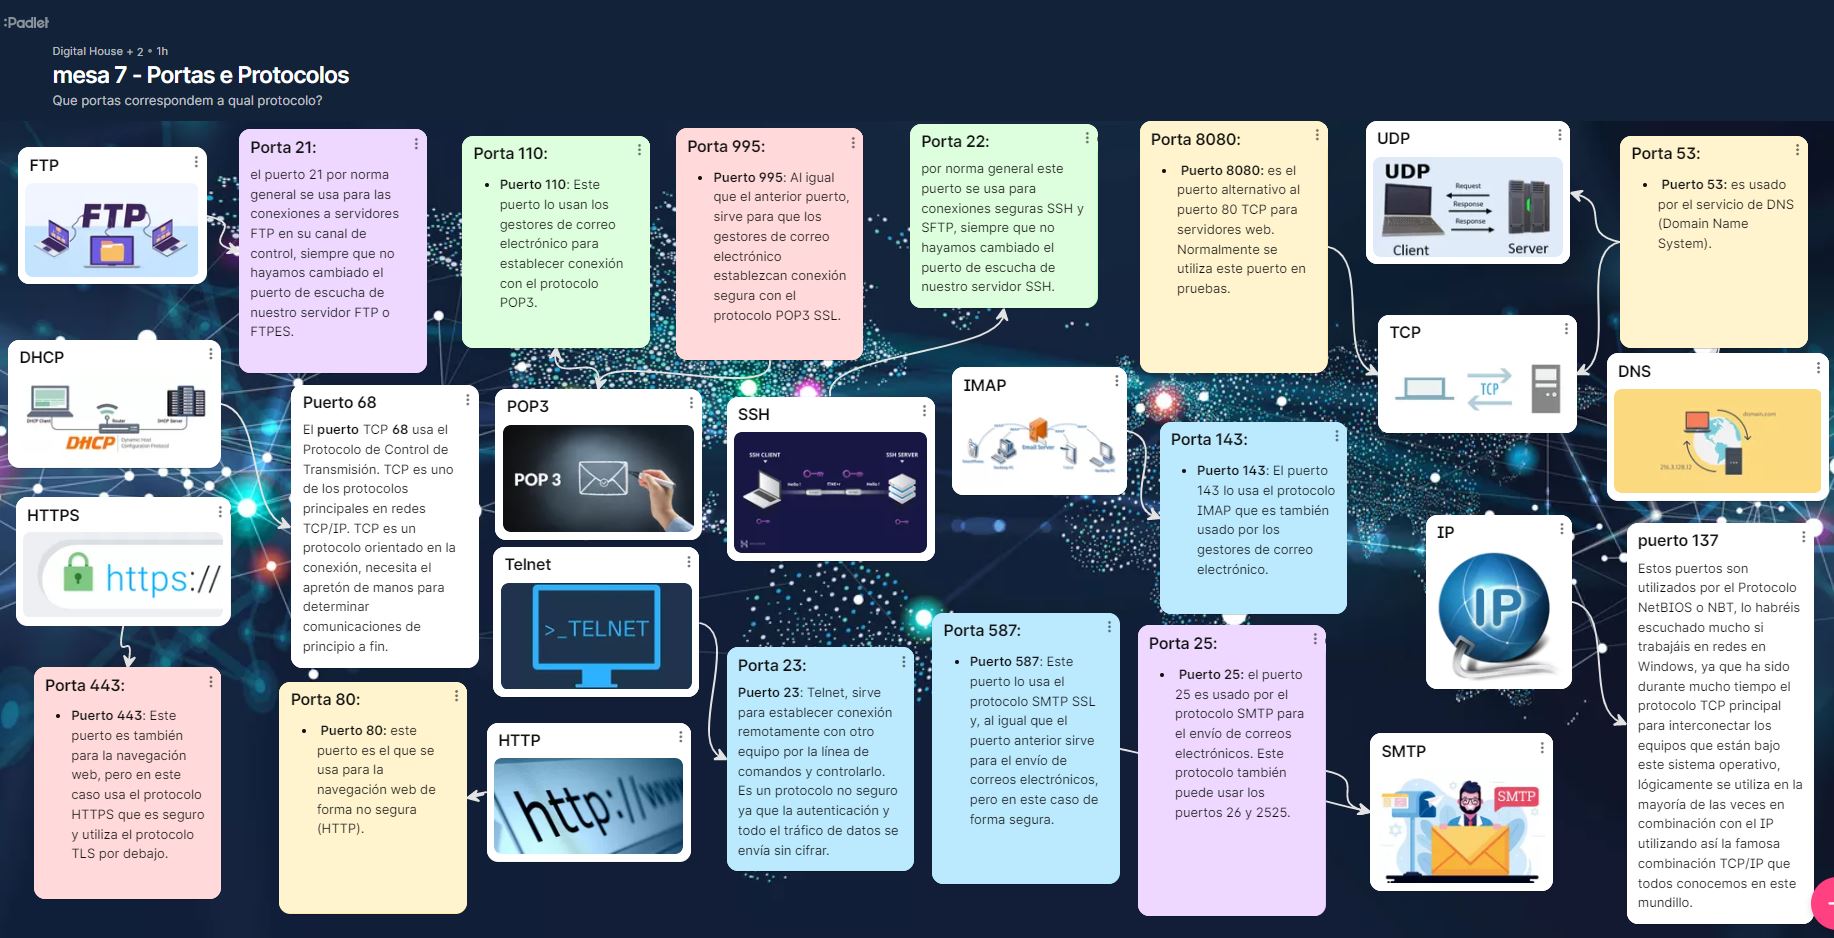 :Padlet
Digital House + 2 • 1h
mesa 7 - Portas e Protocolos
Que portas correspondem a qual protocolo?
FTP
FTP
Porta 21:
el puerto 21 por norma
general se usa para las
conexiones a servidores
FTP en su canal de
control, siempre que no
hayamos cambiado el
puerto de escucha de
nuestro servidor FTP o
FTPES.
Porta 110:
• Puerto 110: Este
puerto lo usan los
gestores de correo
electrónico para
establecer conexión
con el protocolo
POP3.
Porta 995:
• Puerto 995: Al igual
que el anterior puerto,
sirve para que los
gestores de correo
electrónico
establezcan conexión
segura con el
protocolo POP3 SSL.
Porta 22:
por norma general este
puerto se usa para
conexiones seguras SSH y
SFTP, siempre que no
hayamos cambiado el
puerto de escucha de
nuestro servidor SSH.
Porta 8080:
• Puerto 8080: es el
puerto alternativo al
puerto 80 TCP para
servidores web.
Normalmente se
utiliza este puerto en
pruebas.
UDP
UDP
Request
Response
Response
Client
Server
Porta 53:
• Puerto 53: es usado
por el servicio de DNS
(Domain Name
System).
DHCP
DHCP Client
Router
DHCP Server
DHCP
Dynamic Host
Configuration Protocol
Puerto 68
El puerto TCP 68 usa el
Protocolo de Control de
Transmisión. TCP es uno
de los protocolos
principales en redes
TCP/IP. TCP es un
protocolo orientado en la
conexión, necesita el
apretón de manos para
determinar
comunicaciones de
principio a fin.
POP3
POP 3
SSH
SSH CLIENT
SSH SERVER
Hello !
Hello !
IMAP
Email Server
TCP
TCP
DNS
domain.com
216.3.128.12
Porta 143:
• Puerto 143: El puerto
143 lo usa el protocolo
IMAP que es también
usado por los
gestores de correo
electrónico.
HTTPS
https://
Telnet
>_TELNET
IP
IP
puerto 137
Estos puertos son
utilizados por el Protocolo
NetBIOS o NBT, lo habréis
escuchado mucho si
trabajáis en redes en
Windows, ya que ha sido
durante mucho tiempo el
protocolo TCP principal
para interconectar los
equipos que están bajo
este sistema operativo,
lógicamente se utiliza en la
mayoría de las veces en
combinación con el IP
utilizando así la famosa
combinación TCP/IP que
todos conocemos en este
mundillo.
Porta 443:
• Puerto 443: Este
puerto es también
para la navegación
web, pero en este
caso usa el protocolo
HTTPS que es seguro
y utiliza el protocolo
TLS por debajo.
Porta 80:
• Puerto 80: este
puerto es el que se
usa para la
navegación web de
forma no segura
(HTTP).
HTTP
http://www
Porta 23:
Puerto 23: Telnet, sirve
para establecer conexión
remotamente con otro
equipo por la línea de
comandos y controlarlo.
Es un protocolo no seguro
ya que la autenticación y
todo el tráfico de datos se
envía sin cifrar.
Porta 587:
• Puerto 587: Este
puerto lo usa el
protocolo SMTP SSL
y, al igual que el
puerto anterior sirve
para el envío de
correos electrónicos,
pero en este caso de
forma segura.
Porta 25:
• Puerto 25: el puerto
25 es usado por el
protocolo SMTP para
el envío de correos
electrónicos. Este
protocolo también
puede usar los
puertos 26 y 2525.
SMTP
SMTP